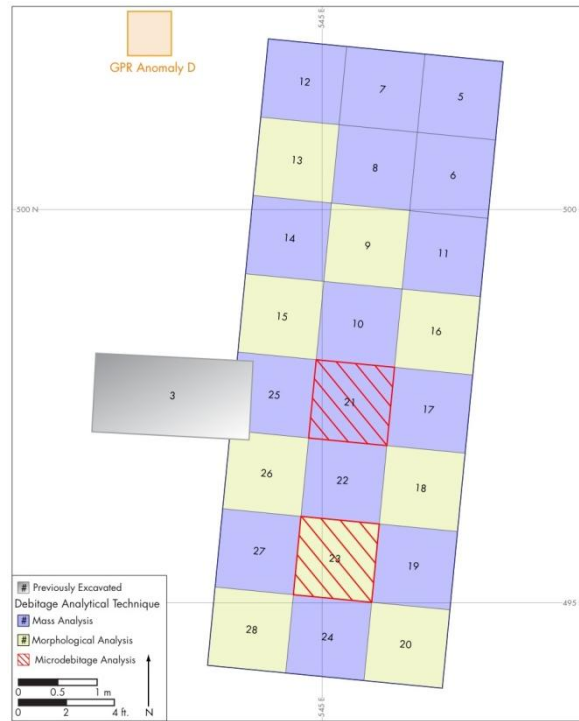 545 E
GPR Anomaly D
12
7
5
13
8
6
500 N
500
14
9
11
15
10
16
3
25
21
17
26
22
18
27
23
19
495
28
24
20
545 E
# Previously Excavated
Debitage Analytical Technique
# Mass Analysis
# Morphological Analysis
Microdebitage Analysis
0 0.5 1 m
0 2 4 ft.
N